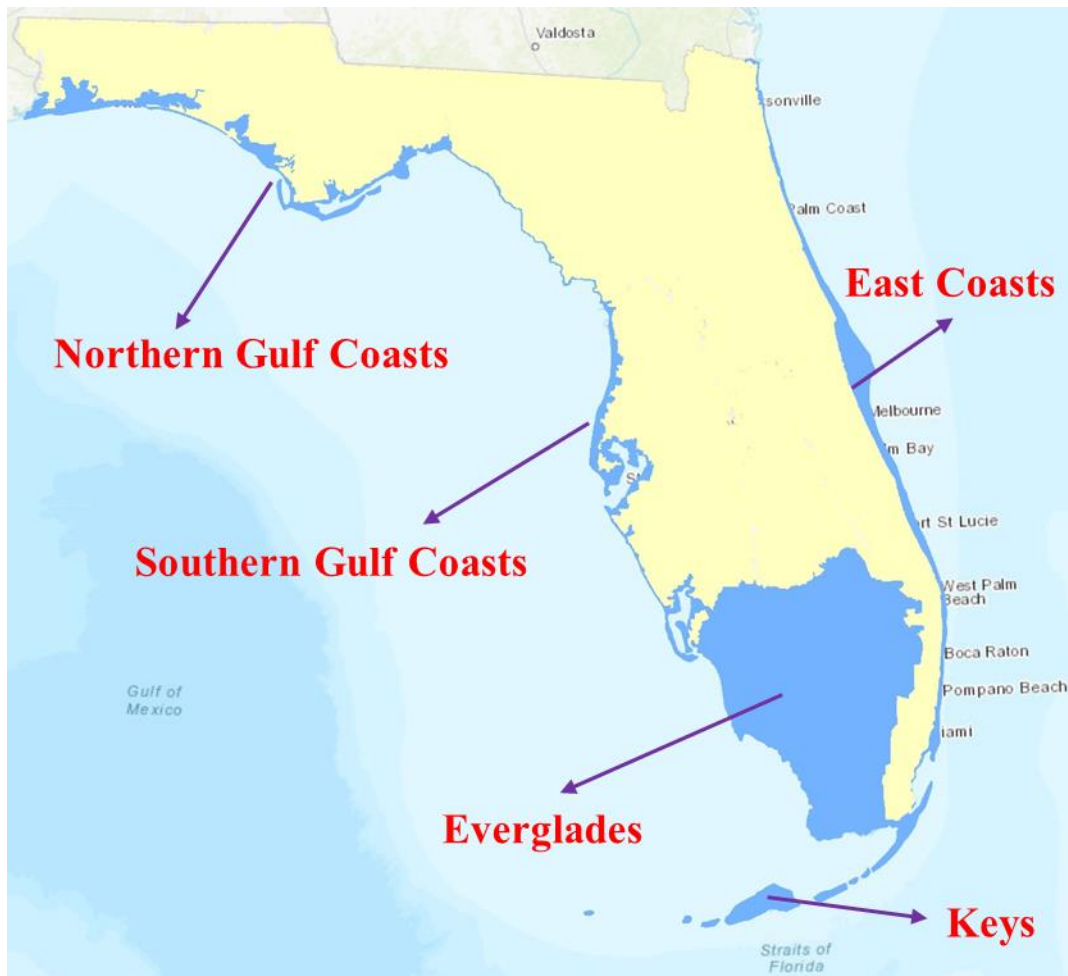 Valdosta
sonville
Palm Coast
East Coasts
Northern Gulf Coasts
Melbourne
m Bay
St
Southern Gulf Coasts
rt St Lucie
West Palm
Beach
Boca Raton
Gulf of
Mexico
Pompano Beach
iami
Everglades
Keys
Straits of
Florida